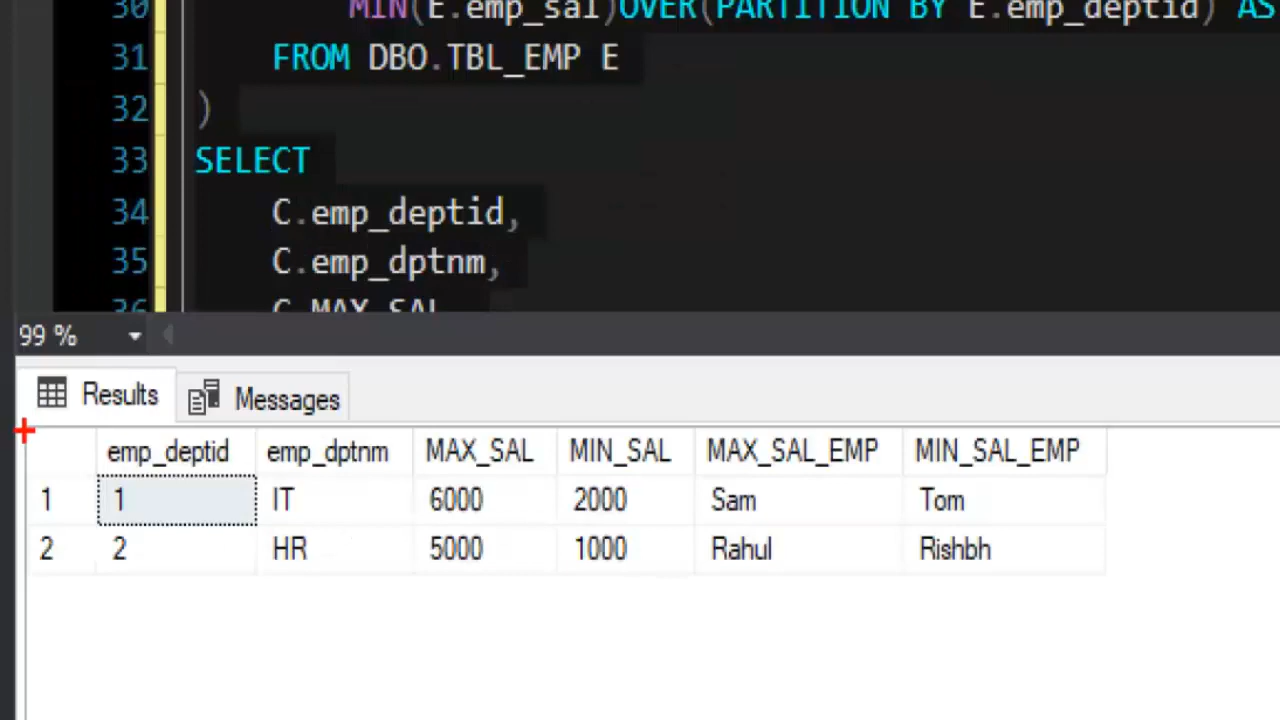 30 MIN(E.emp_sal)OVER(PARTITION BY E.emp_deptid) AS
31 FROM DBO.TBL_EMP E
32 )
33 SELECT
34 C.emp_deptid,
35 C.emp_dptnm,
36 C.MAX_SAL
99 %
Results Messages
emp_deptid emp_dptnm MAX_SAL MIN_SAL MAX_SAL_EMP MIN_SAL_EMP
1 1 IT 6000 2000 Sam Tom
2 2 HR 5000 1000 Rahul Rishbh